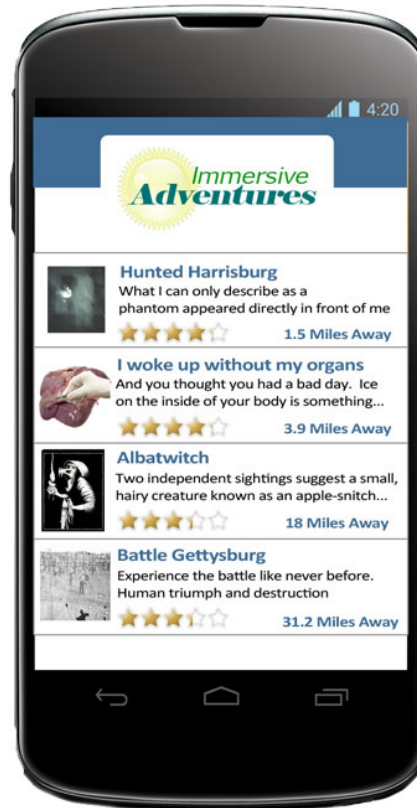 4:20
Immersive
Adventures
Hunted Harrisburg
What I can only describe as a
phantom appeared directly in front of me
1.5 Miles Away
I woke up without my organs
And you thought you had a bad day.  Ice
on the inside of your body is something...
3.9 Miles Away
Albatwitch
Two independent sightings suggest a small,
hairy creature known as an apple-snitch...
18 Miles Away
Battle Gettysburg
Experience the battle like never before.
Human triumph and destruction
31.2 Miles Away